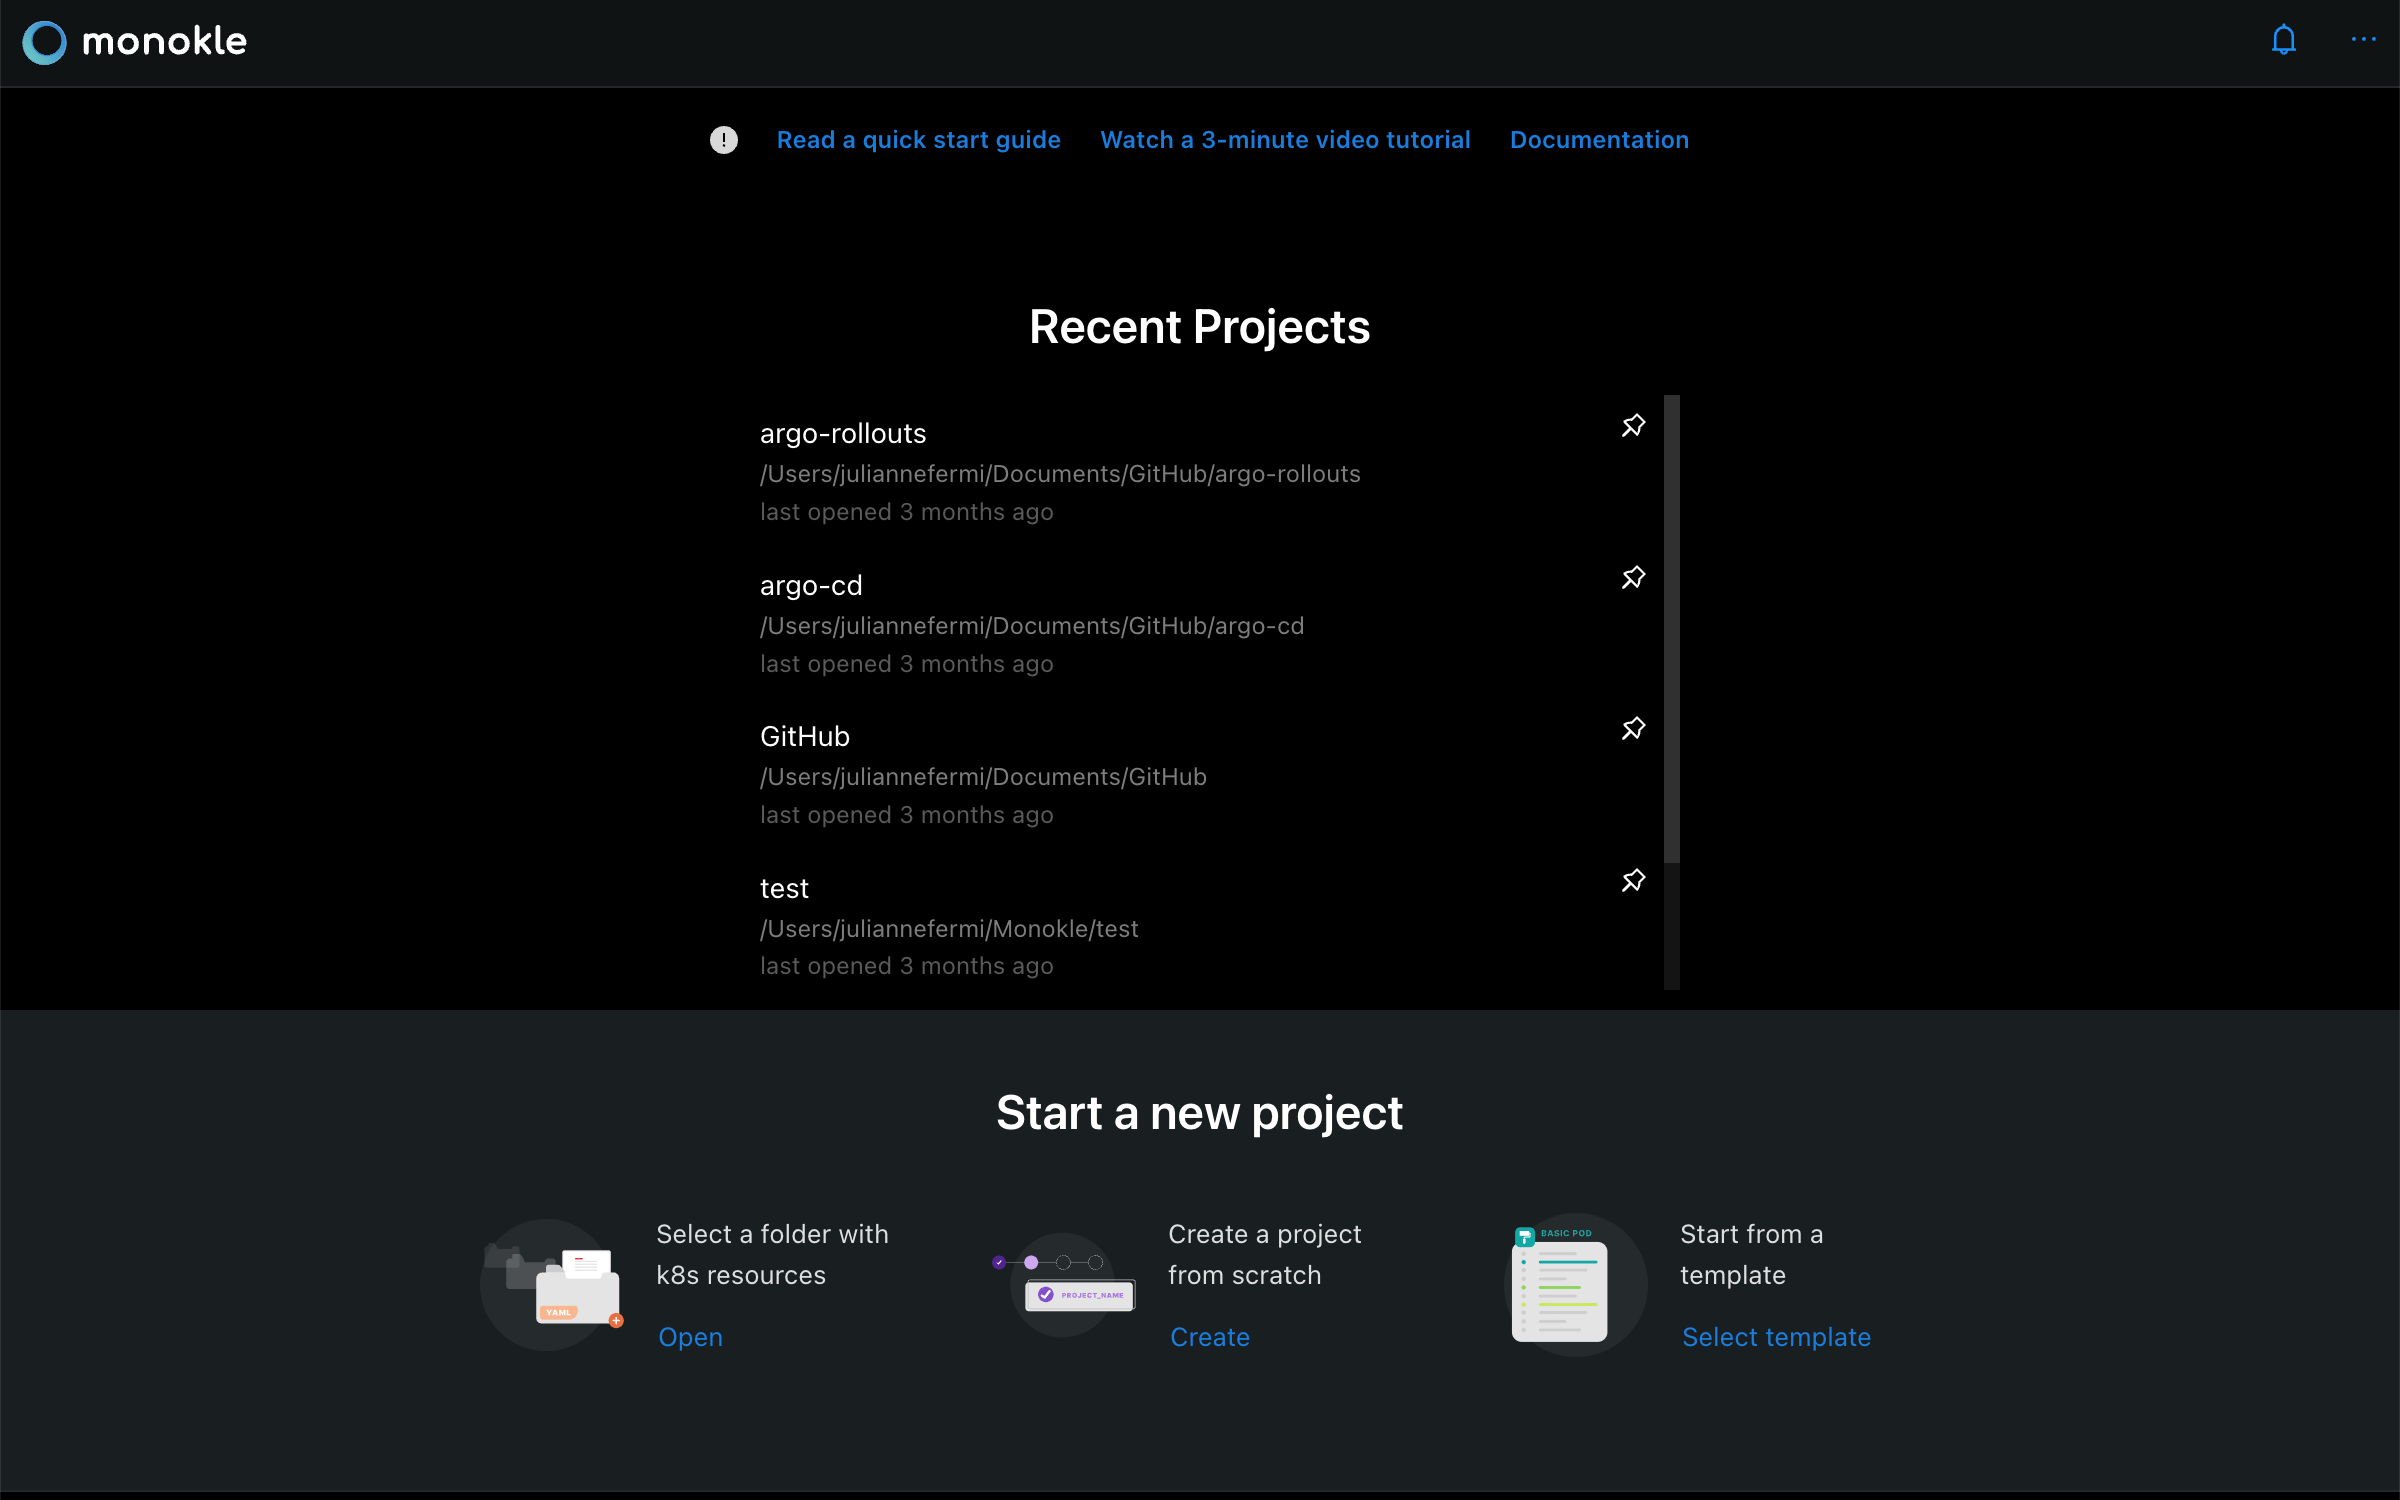 monokle
Read a quick start guide Watch a 3-minute video tutorial Documentation
Recent Projects
argo-rollouts
/Users/juliannefermi/Documents/GitHub/argo-rollouts
last opened 3 months ago
argo-cd
/Users/juliannefermi/Documents/GitHub/argo-cd
last opened 3 months ago
GitHub
/Users/juliannefermi/Documents/GitHub
last opened 3 months ago
test
/Users/juliannefermi/Monokle/test
last opened 3 months ago
Start a new project
YAML
Select a folder with
k8s resources
Open
PROJECT_NAME
Create a project
from scratch
Create
BASIC POD
Start from a
template
Select template